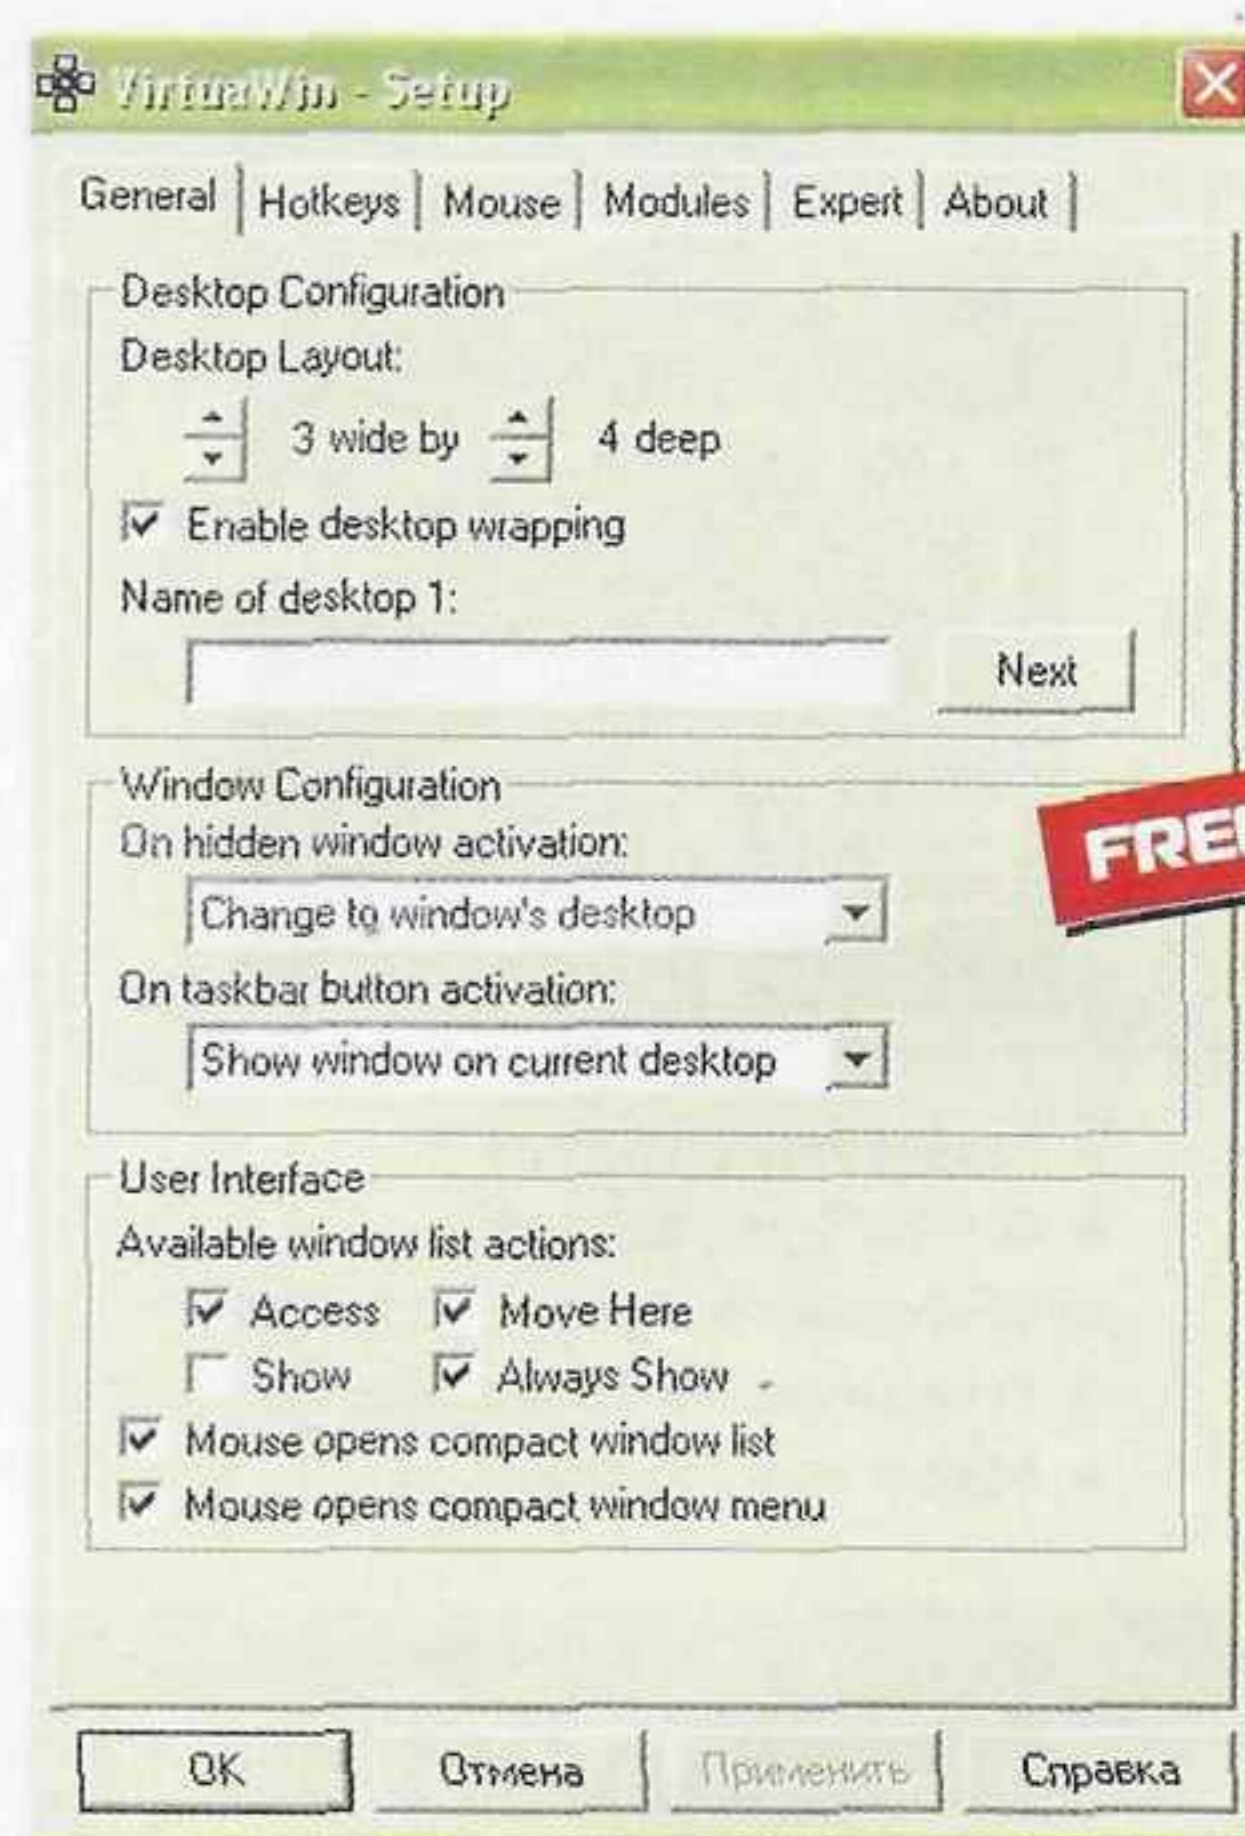 VirtuaWin - Setup
General Hotkeys Mouse Modules Expert About
Desktop Configuration
Desktop Layout:
3 wide by 4 deep
Enable desktop wrapping
Name of desktop 1:
Next
Window Configuration
On hidden window activation:
FREE
Change to window's desktop
On taskbar button activation:
Show window on current desktop
User Interface
Available window list actions:
Access Move Here
Show Always Show
Mouse opens compact window list
Mouse opens compact window menu
OK Отмена Применить Справка